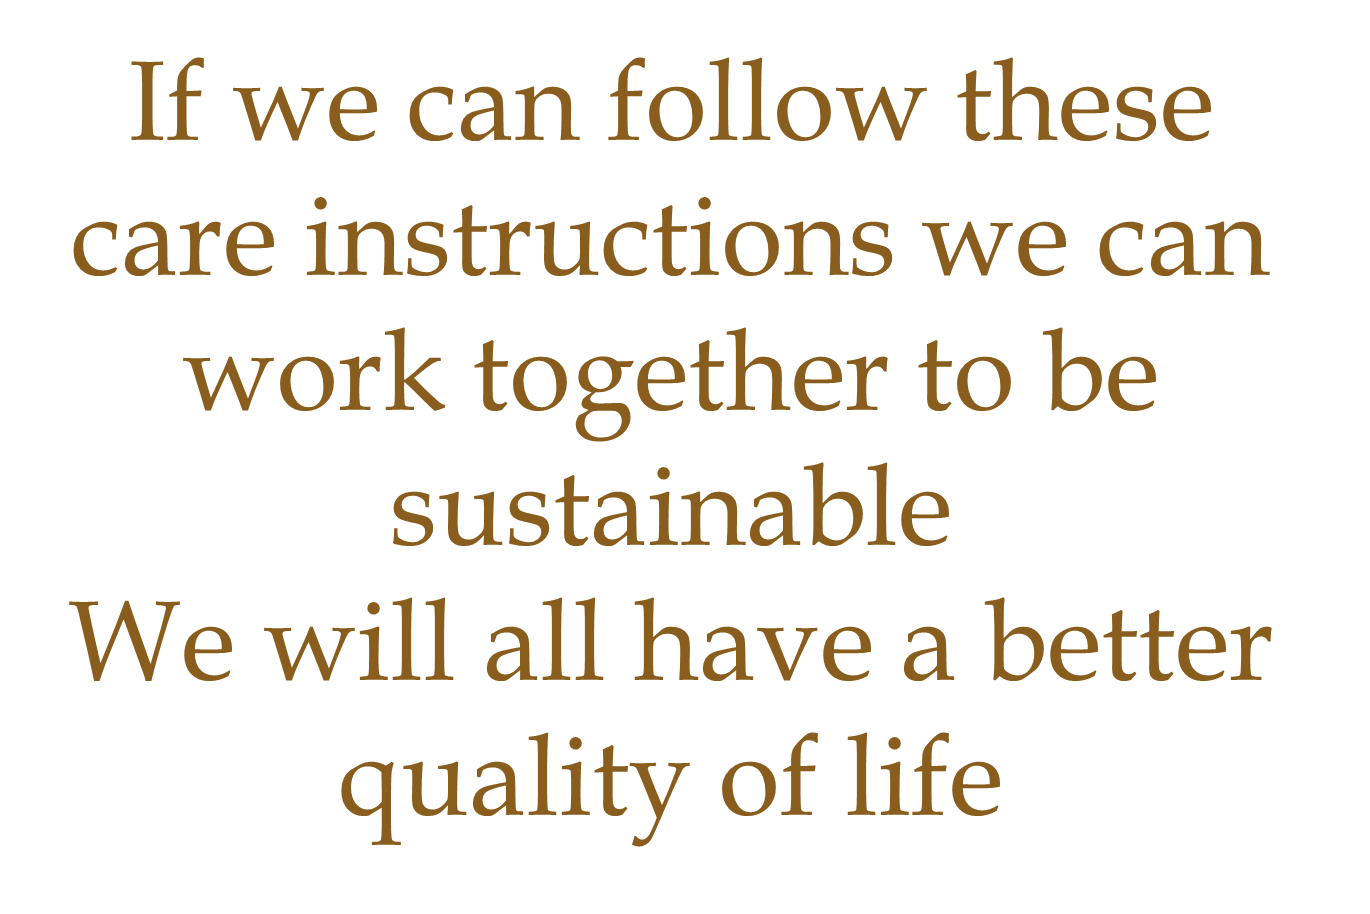 If we can follow these
care instructions we can
work together to be
sustainable
We will all have a better
quality of life